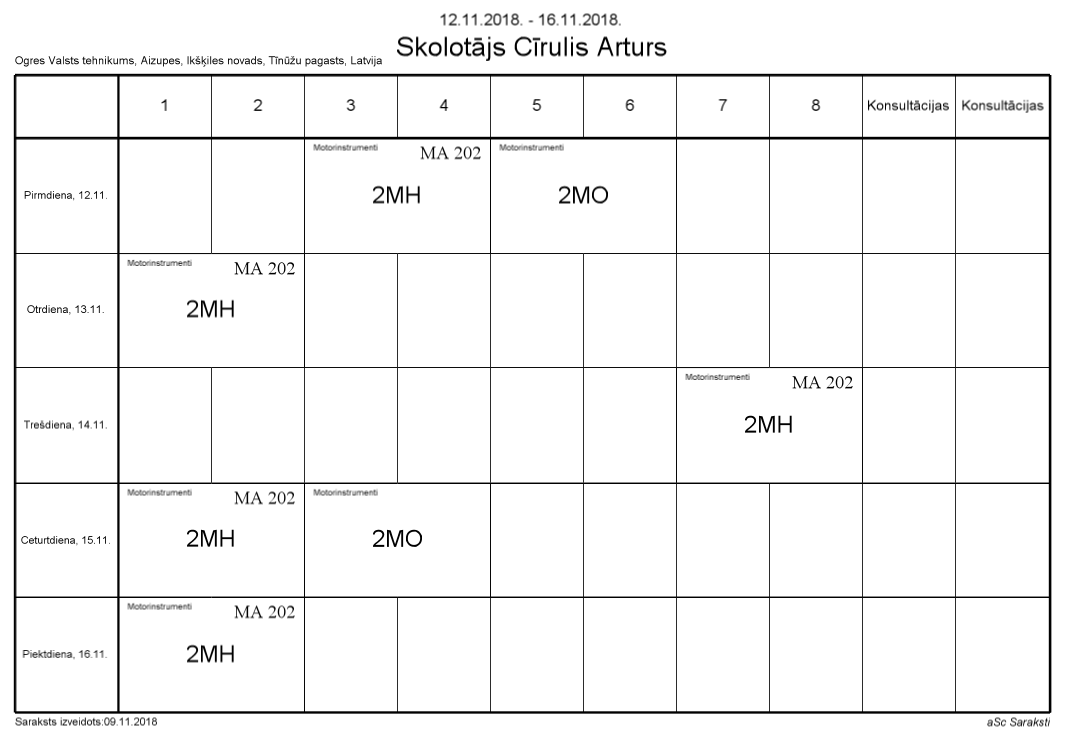 12.11.2018. - 16.11.2018.
Skolotājs Cīrulis Arturs
Ogres Valsts tehnikums, Aizupes, Ikšķiles novads, Tīnūžu pagasts, Latvija
1 2 3 4 5 6 7 8 Konsultācijas Konsultācijas
Motorinstrumenti MA 202 Motorinstrumenti
Pirmdiena, 12.11. 2MH 2MO
Motorinstrumenti MA 202
Otrdiena, 13.11. 2MH
Motorinstrumenti MA 202
Trešdiena, 14.11. 2MH
Motorinstrumenti MA 202 Motorinstrumenti
Ceturtdiena, 15.11. 2MH 2MO
Motorinstrumenti MA 202
Piektdiena, 16.11. 2MH
Saraksts izveidots:09.11.2018 aSc Saraksti